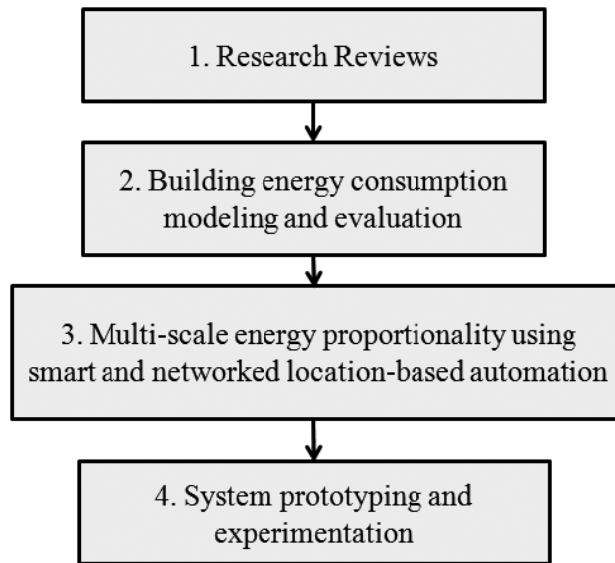 1. Research Reviews
2. Building energy consumption
modeling and evaluation
3. Multi-scale energy proportionality using
smart and networked location-based automation
4. System prototyping and
experimentation